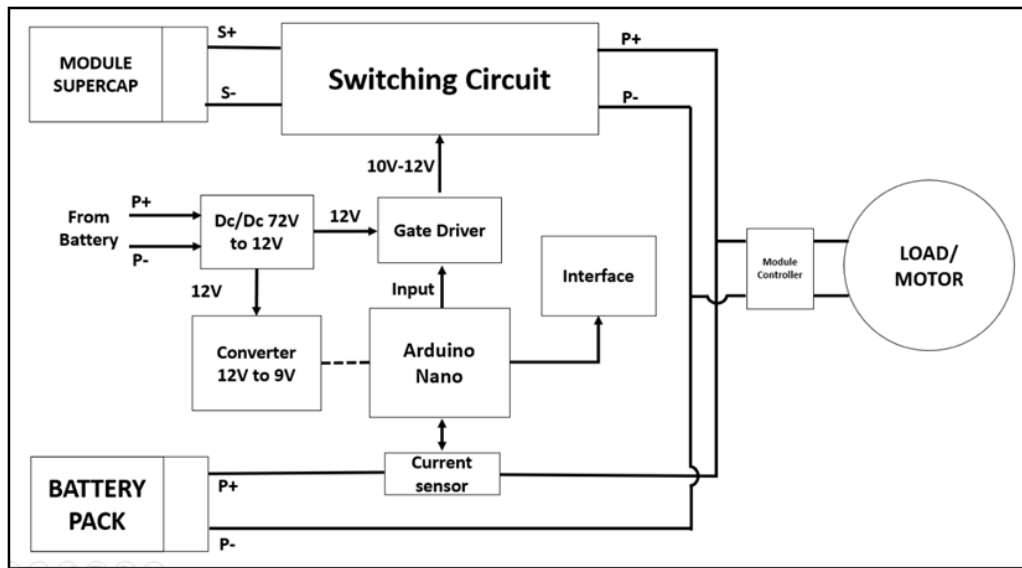 MODULE
SUPERCAP
S+
S-
Switching Circuit
P+
P-
10V-12V
From
Battery
P+
P-
Dc/Dc 72V
to 12V
12V
Gate Driver
12V
Input
Interface
Module
Controller
LOAD/
MOTOR
Converter
12V to 9V
Arduino
Nano
Current
sensor
BATTERY
PACK
P+
P-